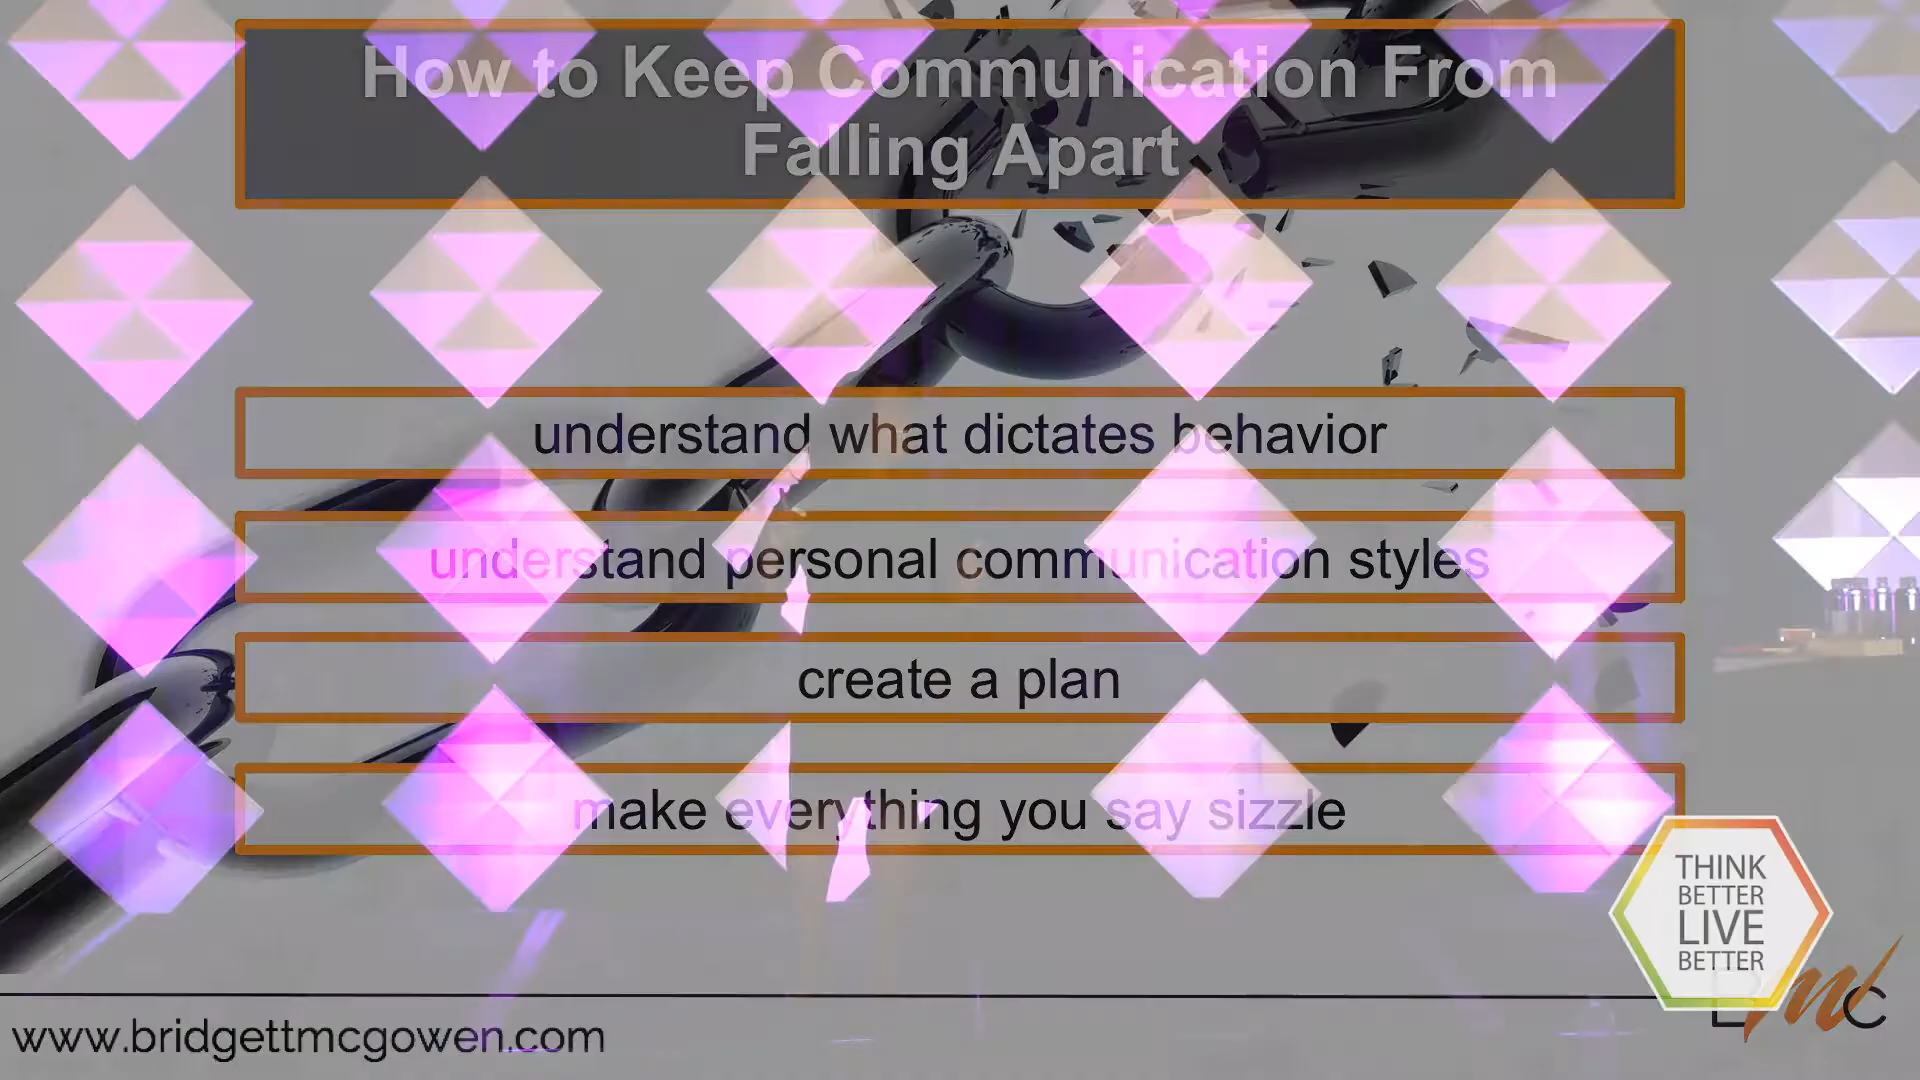 How to Keep Communication From
Falling Apart
understand what dictates behavior
understand personal communication styles
create a plan
make everything you say sizzle
THINK
BETTER
LIVE
BETTER
BMC
www.bridgettmcgowen.com